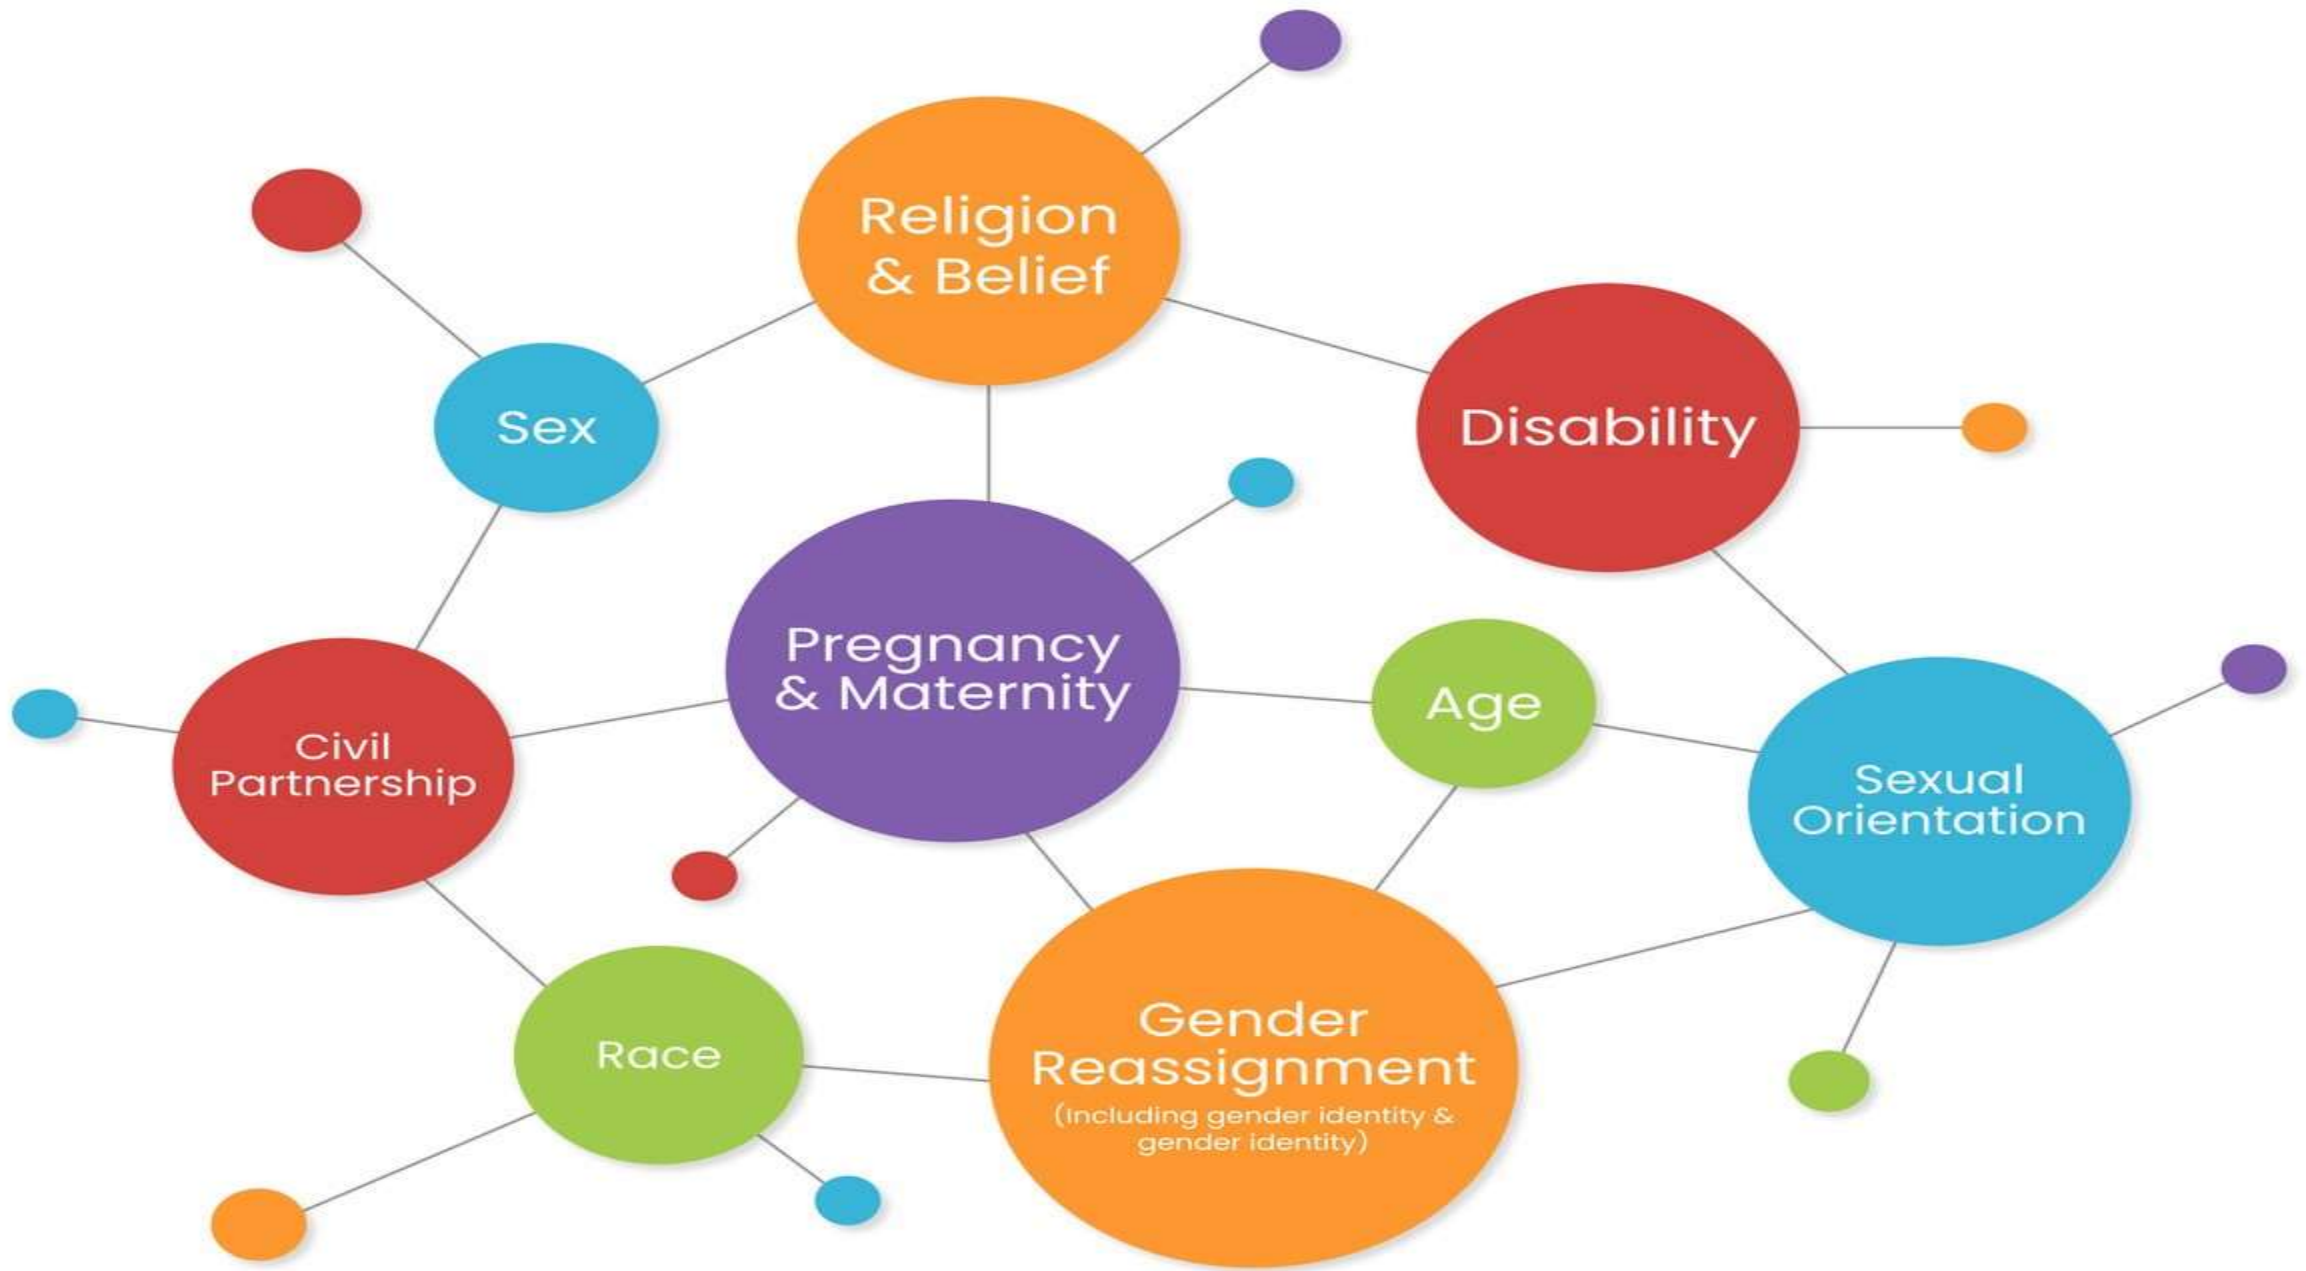 Religion
& Belief
Sex
Disability
Pregnancy
& Maternity
Age
Civil
Partnership
Sexual
Orientation
Race
Gender
Reassignment
(Including gender identity &
gender identity)